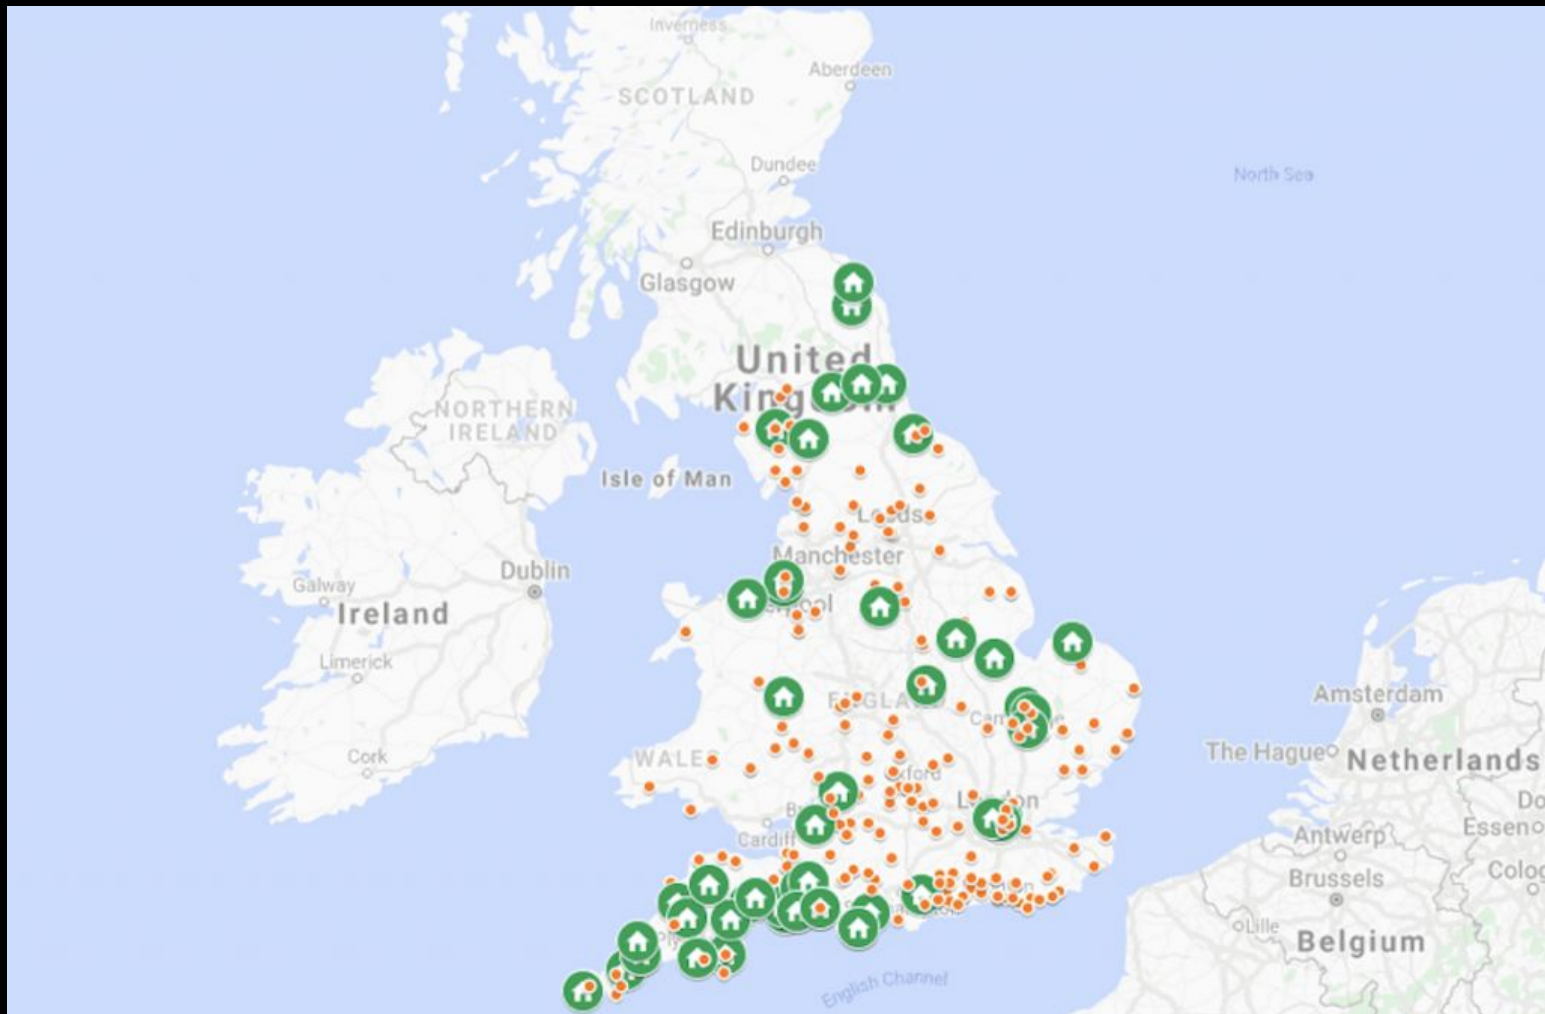 Inverness
Aberdeen
SCOTLAND
Dundee
North Sea
Edinburgh
Glasgow
United
NORTHERN
IRELAND
Isle of Man
Manchester
Dublin
Galway
Ireland
Limerick
Amsterdam
Cork
The Hague
Netherlands
WALES
Essen
Antwerp
Cardiff
Brussels
Lille
Belgium
English Channel